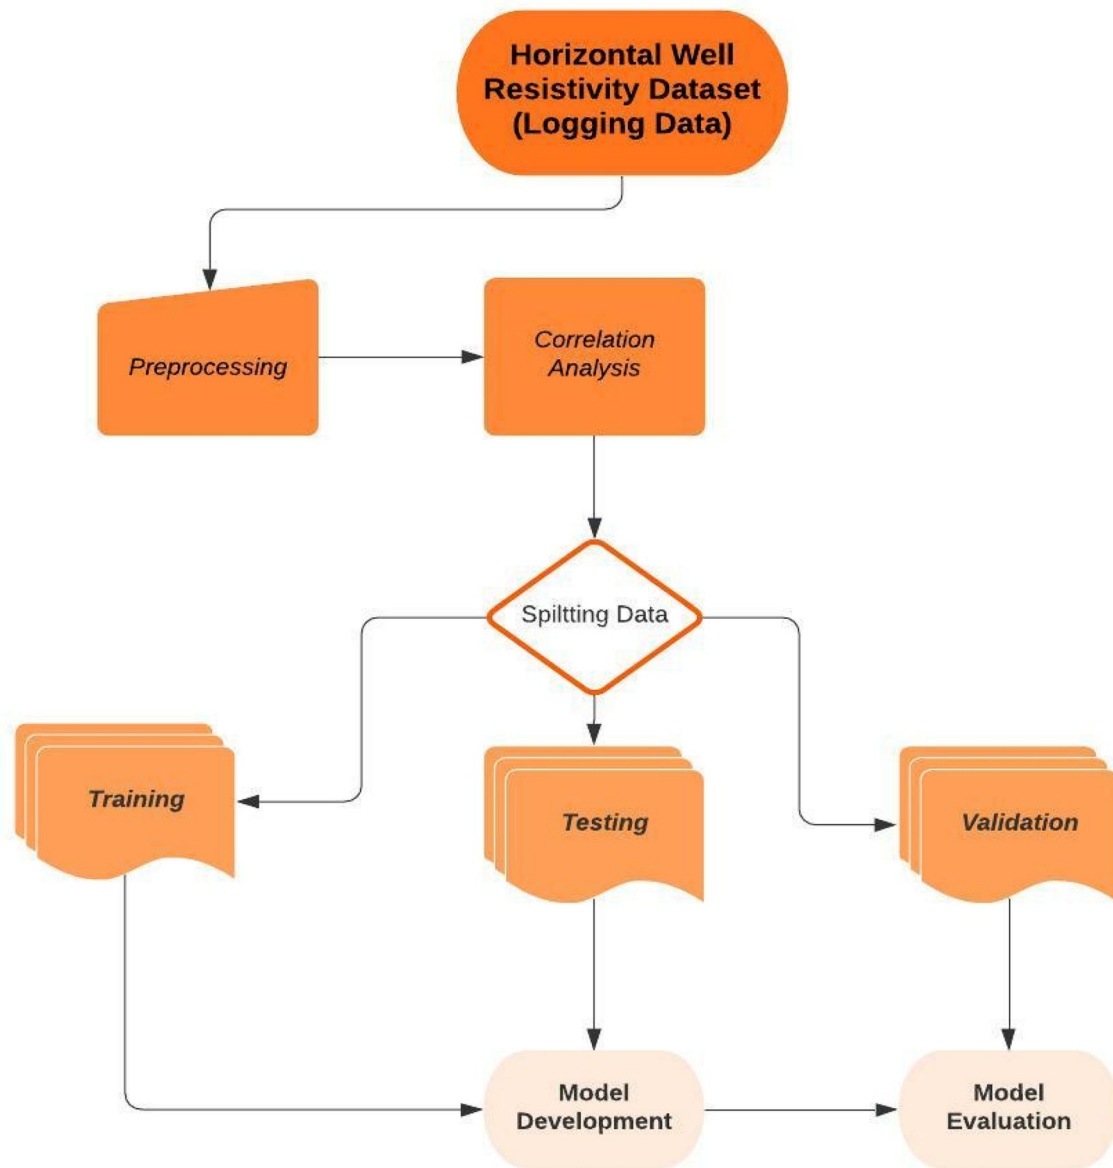 Horizontal Well
Resistivity Dataset
(Logging Data)
Preprocessing
Correlation
Analysis
Spiltting Data
Training
Testing
Validation
Model
Development
Model
Evaluation